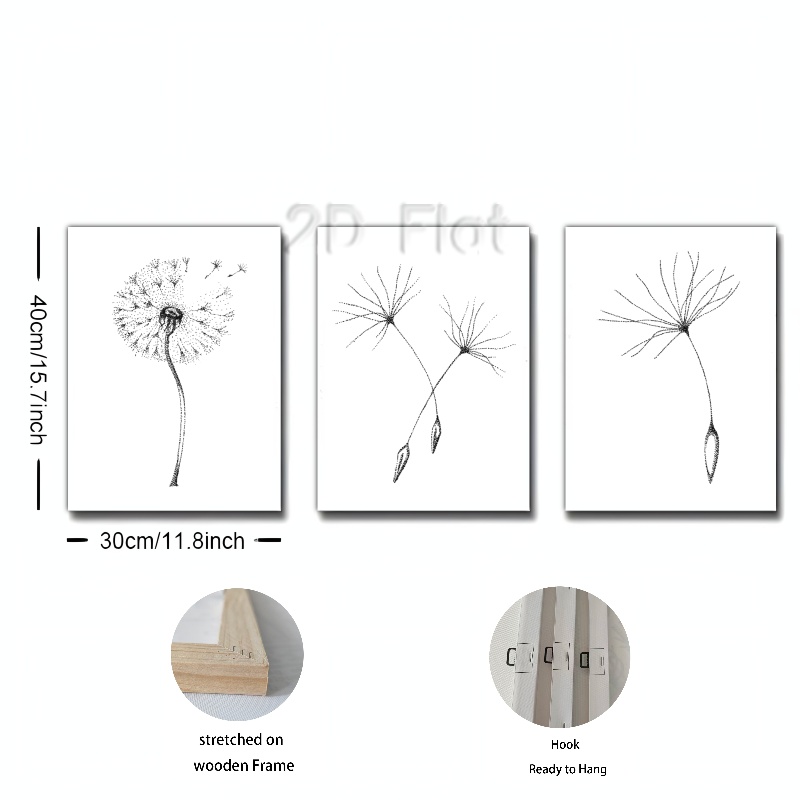 2D Flat
40cm/15.7inch
30cm/11.8inch
stretched on
wooden Frame
Hook
Ready to Hang